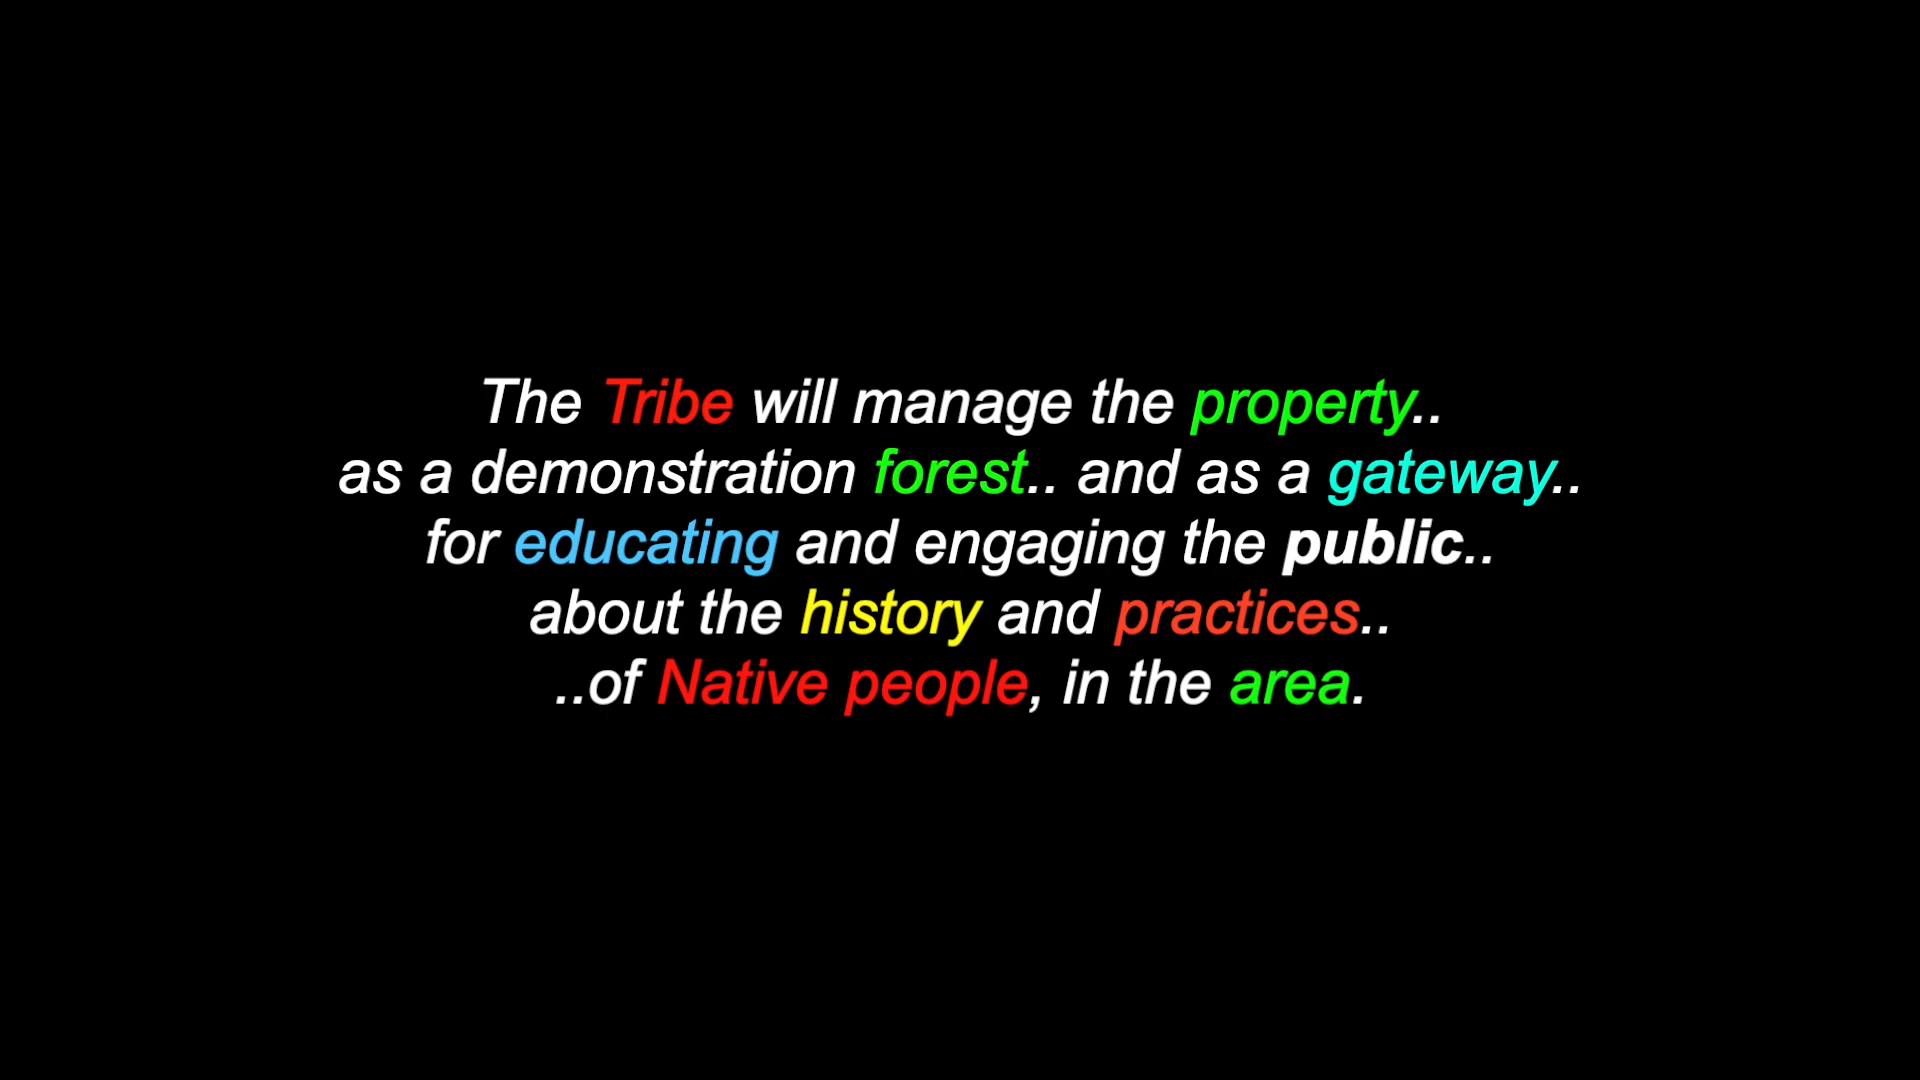 The Tribe will manage the property..
as a demonstration forest.. and as a gateway..
for educating and engaging the public..
about the history and practices..
..of Native people, in the area.